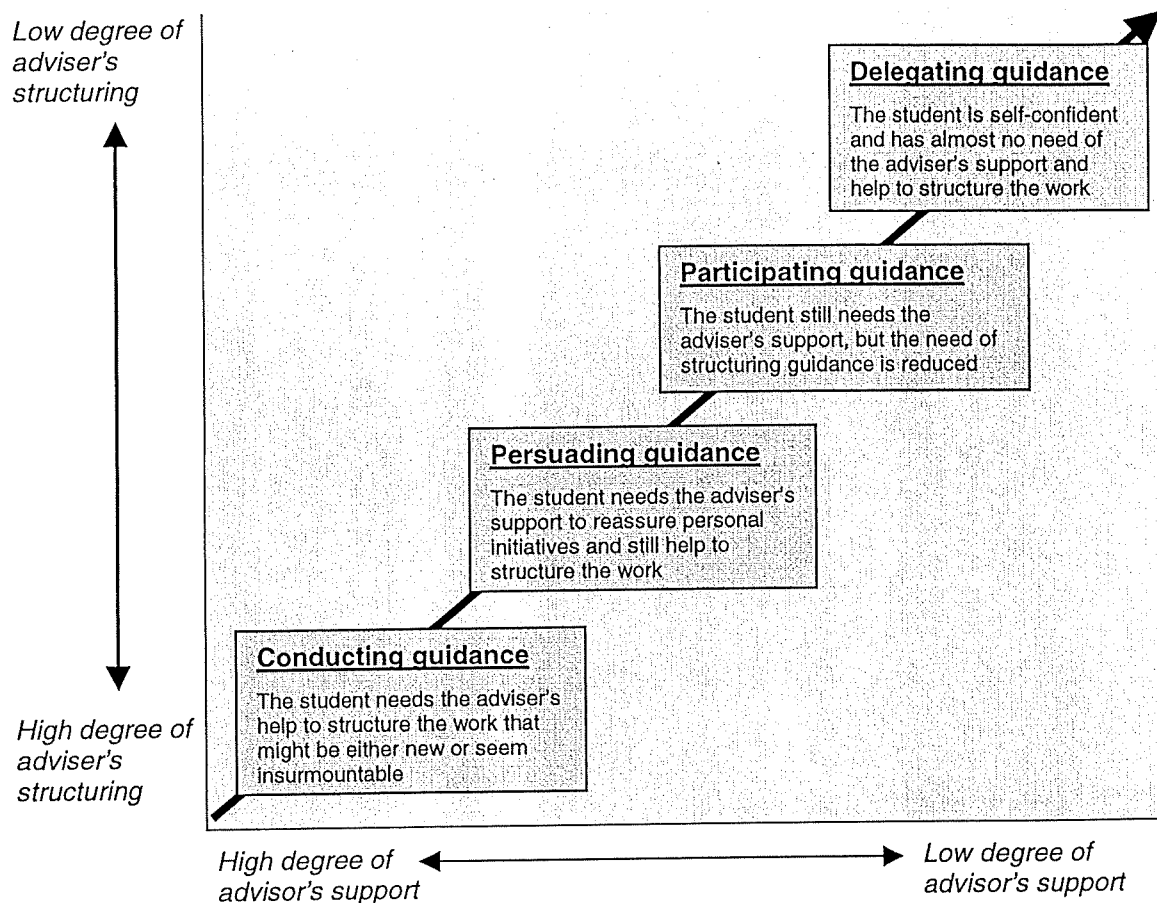 Low degree of
adviser's
structuring
Delegating guidance
The student is self-confident
and has almost no need of
the adviser's support and
help to structure the work
Participating guidance
The student still needs the
adviser's support, but the need of
structuring guidance is reduced
Persuading guidance
The student needs the adviser's
support to reassure personal
initiatives and still help to
structure the work
Conducting guidance
The student needs the adviser's
help to structure the work that
might be either new or seem
insurmountable
High degree of
adviser's
structuring
High degree of
advisor's support
Low degree of
advisor's support